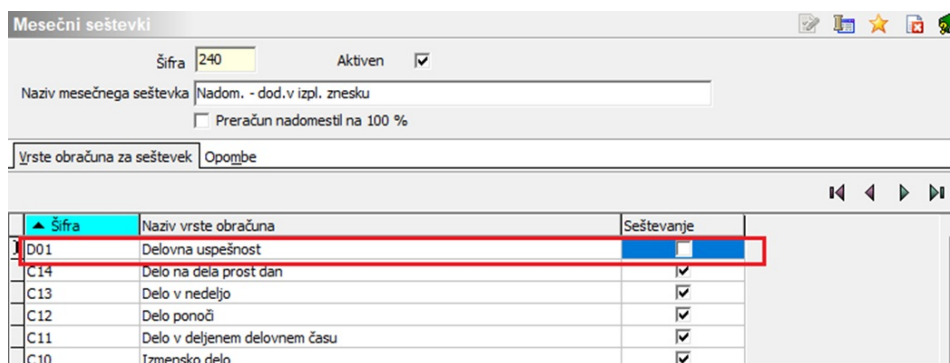 Mesečni seštevki
Šifra 240 Aktiven
Naziv mesečnega seštevka Nadom. - dod.v izpl. znesku
Preračun nadomestil na 100 %
Vrste obračuna za seštevek Opombe
Šifra Naziv vrste obračuna Seštevanje
D01 Delovna uspešnost
C14 Delo na dela prost dan
C13 Delo v nedeljo
C12 Delo ponoči
C11 Delo v deljenem delovnem času
C10 Izmensko delo